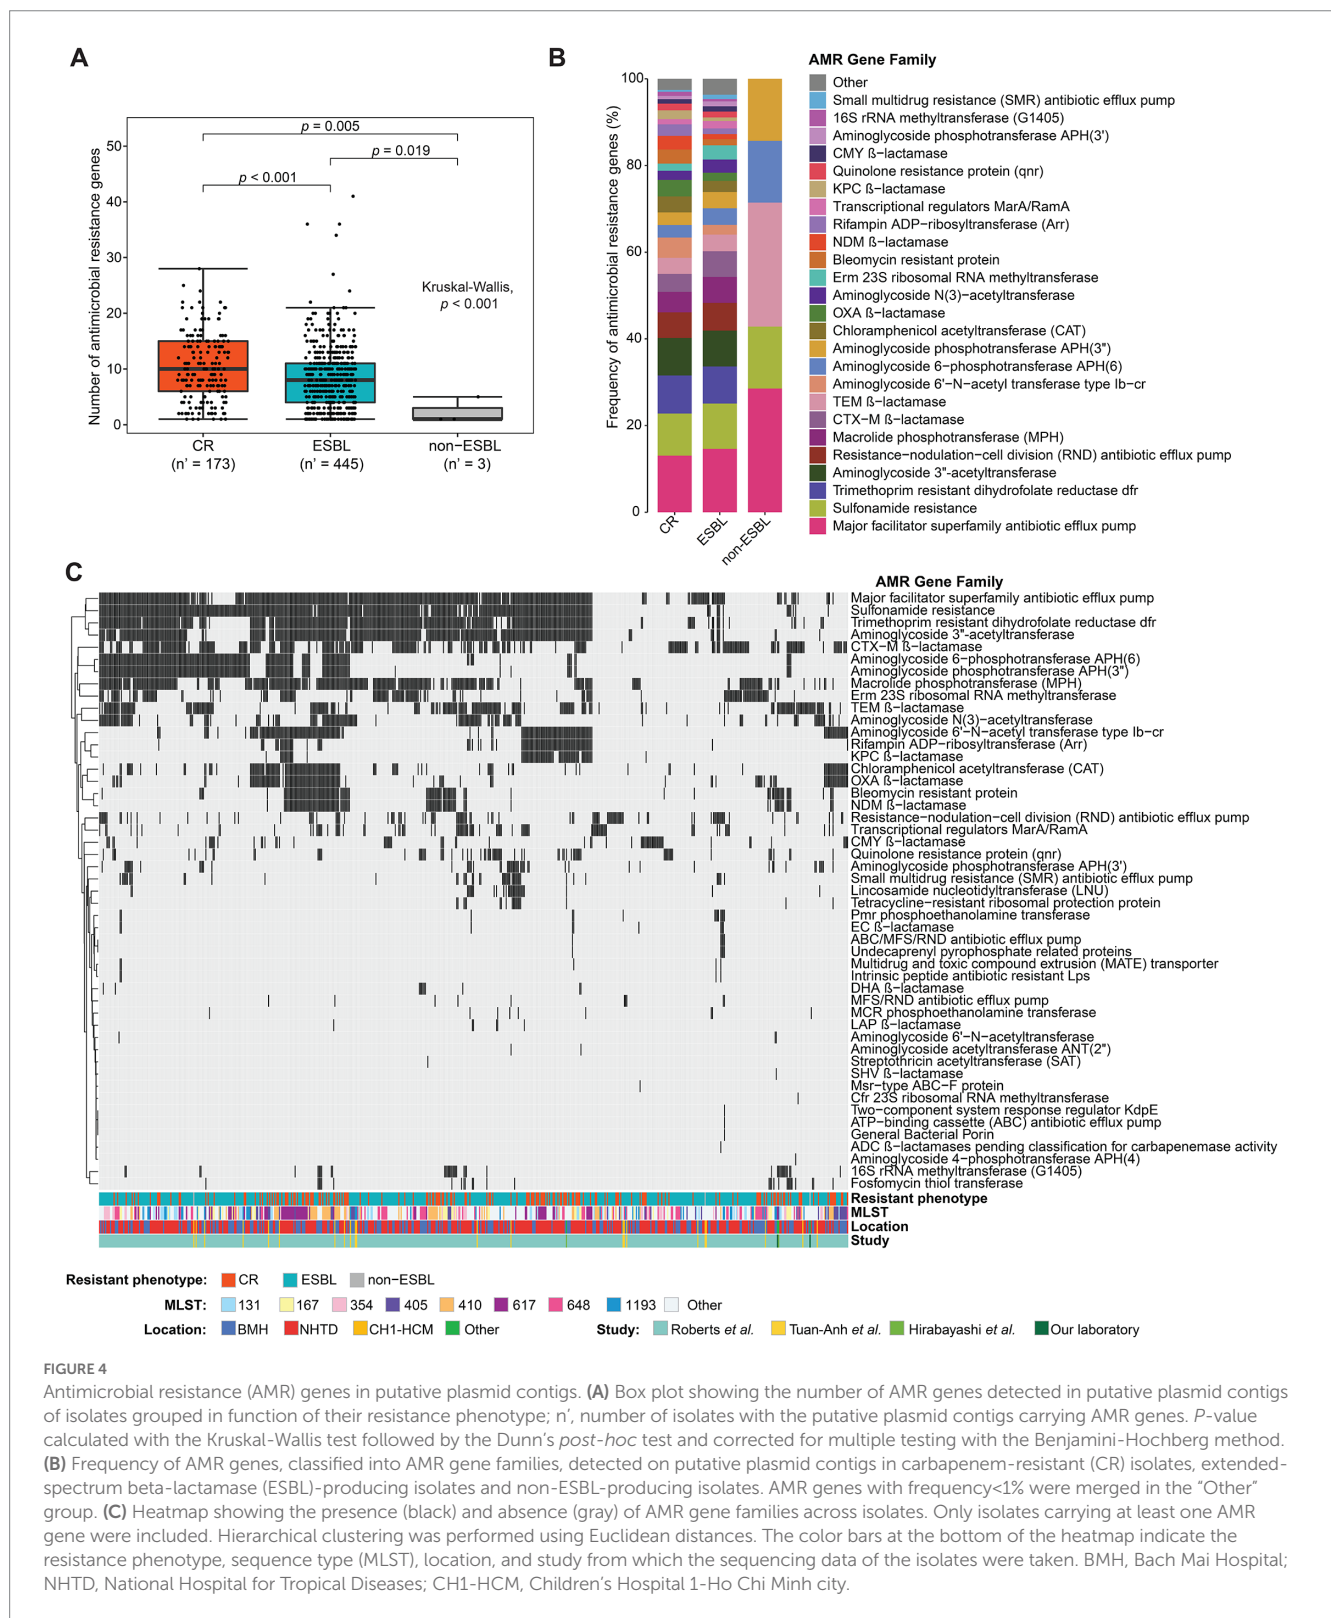 A
Number of antimicrobial resistance genes
50
40
30
20
10
0
p = 0.005
p = 0.019
p < 0.001
Kruskal-Wallis,
p < 0.001
CR
(n' = 173)
ESBL
(n' = 445)
non−ESBL
(n' = 3)
B
Frequency of antimicrobial resistance genes (%)
100
80
60
40
20
0
CR
ESBL
non-ESBL
AMR Gene Family
Other
Small multidrug resistance (SMR) antibiotic efflux pump
16S rRNA methyltransferase (G1405)
Aminoglycoside phosphotransferase APH(3')
CMY ß−lactamase
Quinolone resistance protein (qnr)
KPC ß−lactamase
Transcriptional regulators MarA/RamA
Rifampin ADP−ribosyltransferase (Arr)
NDM ß−lactamase
Bleomycin resistant protein
Erm 23S ribosomal RNA methyltransferase
Aminoglycoside N(3)−acetyltransferase
OXA ß−lactamase
Chloramphenicol acetyltransferase (CAT)
Aminoglycoside phosphotransferase APH(3")
Aminoglycoside 6−phosphotransferase APH(6)
Aminoglycoside 6'−N−acetyl transferase type Ib−cr
TEM ß−lactamase
CTX−M ß−lactamase
Macrolide phosphotransferase (MPH)
Resistance−nodulation−cell division (RND) antibiotic efflux pump
Aminoglycoside 3"-acetyltransferase
Trimethoprim resistant dihydrofolate reductase dfr
Sulfonamide resistance
Major facilitator superfamily antibiotic efflux pump
C
AMR Gene Family
Major facilitator superfamily antibiotic efflux pump
Sulfonamide resistance
Trimethoprim resistant dihydrofolate reductase dfr
Aminoglycoside 3"-acetyltransferase
CTX−M ß−lactamase
Aminoglycoside 6−phosphotransferase APH(6)
Aminoglycoside phosphotransferase APH(3")
Macrolide phosphotransferase (MPH)
Erm 23S ribosomal RNA methyltransferase
TEM ß−lactamase
Aminoglycoside N(3)−acetyltransferase
Aminoglycoside 6'−N−acetyl transferase type Ib−cr
Rifampin ADP−ribosyltransferase (Arr)
KPC ß−lactamase
Chloramphenicol acetyltransferase (CAT)
OXA ß−lactamase
Bleomycin resistant protein
NDM ß−lactamase
Resistance−nodulation−cell division (RND) antibiotic efflux pump
Transcriptional regulators MarA/RamA
CMY ß−lactamase
Quinolone resistance protein (qnr)
Aminoglycoside phosphotransferase APH(3')
Small multidrug resistance (SMR) antibiotic efflux pump
Lincosamide nucleotidyltransferase (LNU)
Tetracycline−resistant ribosomal protection protein
Pmr phosphoethanolamine transferase
EC ß−lactamase
ABC/MFS/RND antibiotic efflux pump
Undecaprenyl pyrophosphate related proteins
Multidrug and toxic compound extrusion (MATE) transporter
Intrinsic peptide antibiotic resistant Lps
DHA ß−lactamase
MFS/RND antibiotic efflux pump
MCR phosphoethanolamine transferase
LAP ß−lactamase
Aminoglycoside 6'−N−acetyltransferase
Aminoglycoside acetyltransferase ANT(2")
Streptothricin acetyltransferase (SAT)
SHV ß−lactamase
Msr−type ABC−F protein
Cfr 23S ribosomal RNA methyltransferase
Two−component system response regulator KdpE
ATP−binding cassette (ABC) antibiotic efflux pump
General Bacterial Porin
ADC ß−lactamases pending classification for carbapenemase activity
Aminoglycoside 4−phosphotransferase APH(4)
16S rRNA methyltransferase (G1405)
Fosfomycin thiol transferase
Resistant phenotype
MLST
Location
Study
Resistant phenotype: CR ESBL non−ESBL
MLST: 131 167 354 405 410 617 648 1193 Other
Location: BMH NHTD CH1-HCM Other Study: Roberts et al. Tuan-Anh et al. Hirabayashi et al. Our laboratory
FIGURE 4
Antimicrobial resistance (AMR) genes in putative plasmid contigs. (A) Box plot showing the number of AMR genes detected in putative plasmid contigs
of isolates grouped in function of their resistance phenotype; n', number of isolates with the putative plasmid contigs carrying AMR genes. P-value
calculated with the Kruskal-Wallis test followed by the Dunn's post-hoc test and corrected for multiple testing with the Benjamini-Hochberg method.
(B) Frequency of AMR genes, classified into AMR gene families, detected on putative plasmid contigs in carbapenem-resistant (CR) isolates, extended-
spectrum beta-lactamase (ESBL)-producing isolates and non-ESBL-producing isolates. AMR genes with frequency<1% were merged in the “Other”
group. (C) Heatmap showing the presence (black) and absence (gray) of AMR gene families across isolates. Only isolates carrying at least one AMR
gene were included. Hierarchical clustering was performed using Euclidean distances. The color bars at the bottom of the heatmap indicate the
resistance phenotype, sequence type (MLST), location, and study from which the sequencing data of the isolates were taken. BMH, Bach Mai Hospital;
NHTD, National Hospital for Tropical Diseases; CH1-HCM, Children's Hospital 1-Ho Chi Minh city.